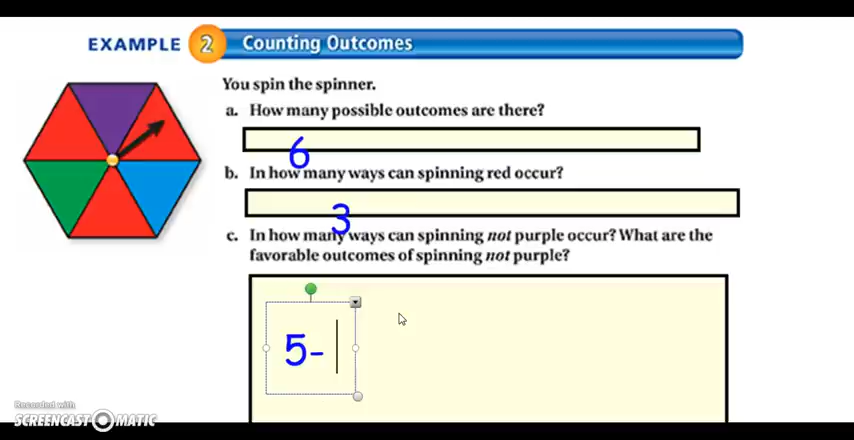 EXAMPLE 2 Counting Outcomes
You spin the spinner.
a. How many possible outcomes are there?
6
b. In how many ways can spinning red occur?
3
c. In how many ways can spinning not purple occur? What are the
favorable outcomes of spinning not purple?
5-
Recorded with
SCREENCAST MATIC